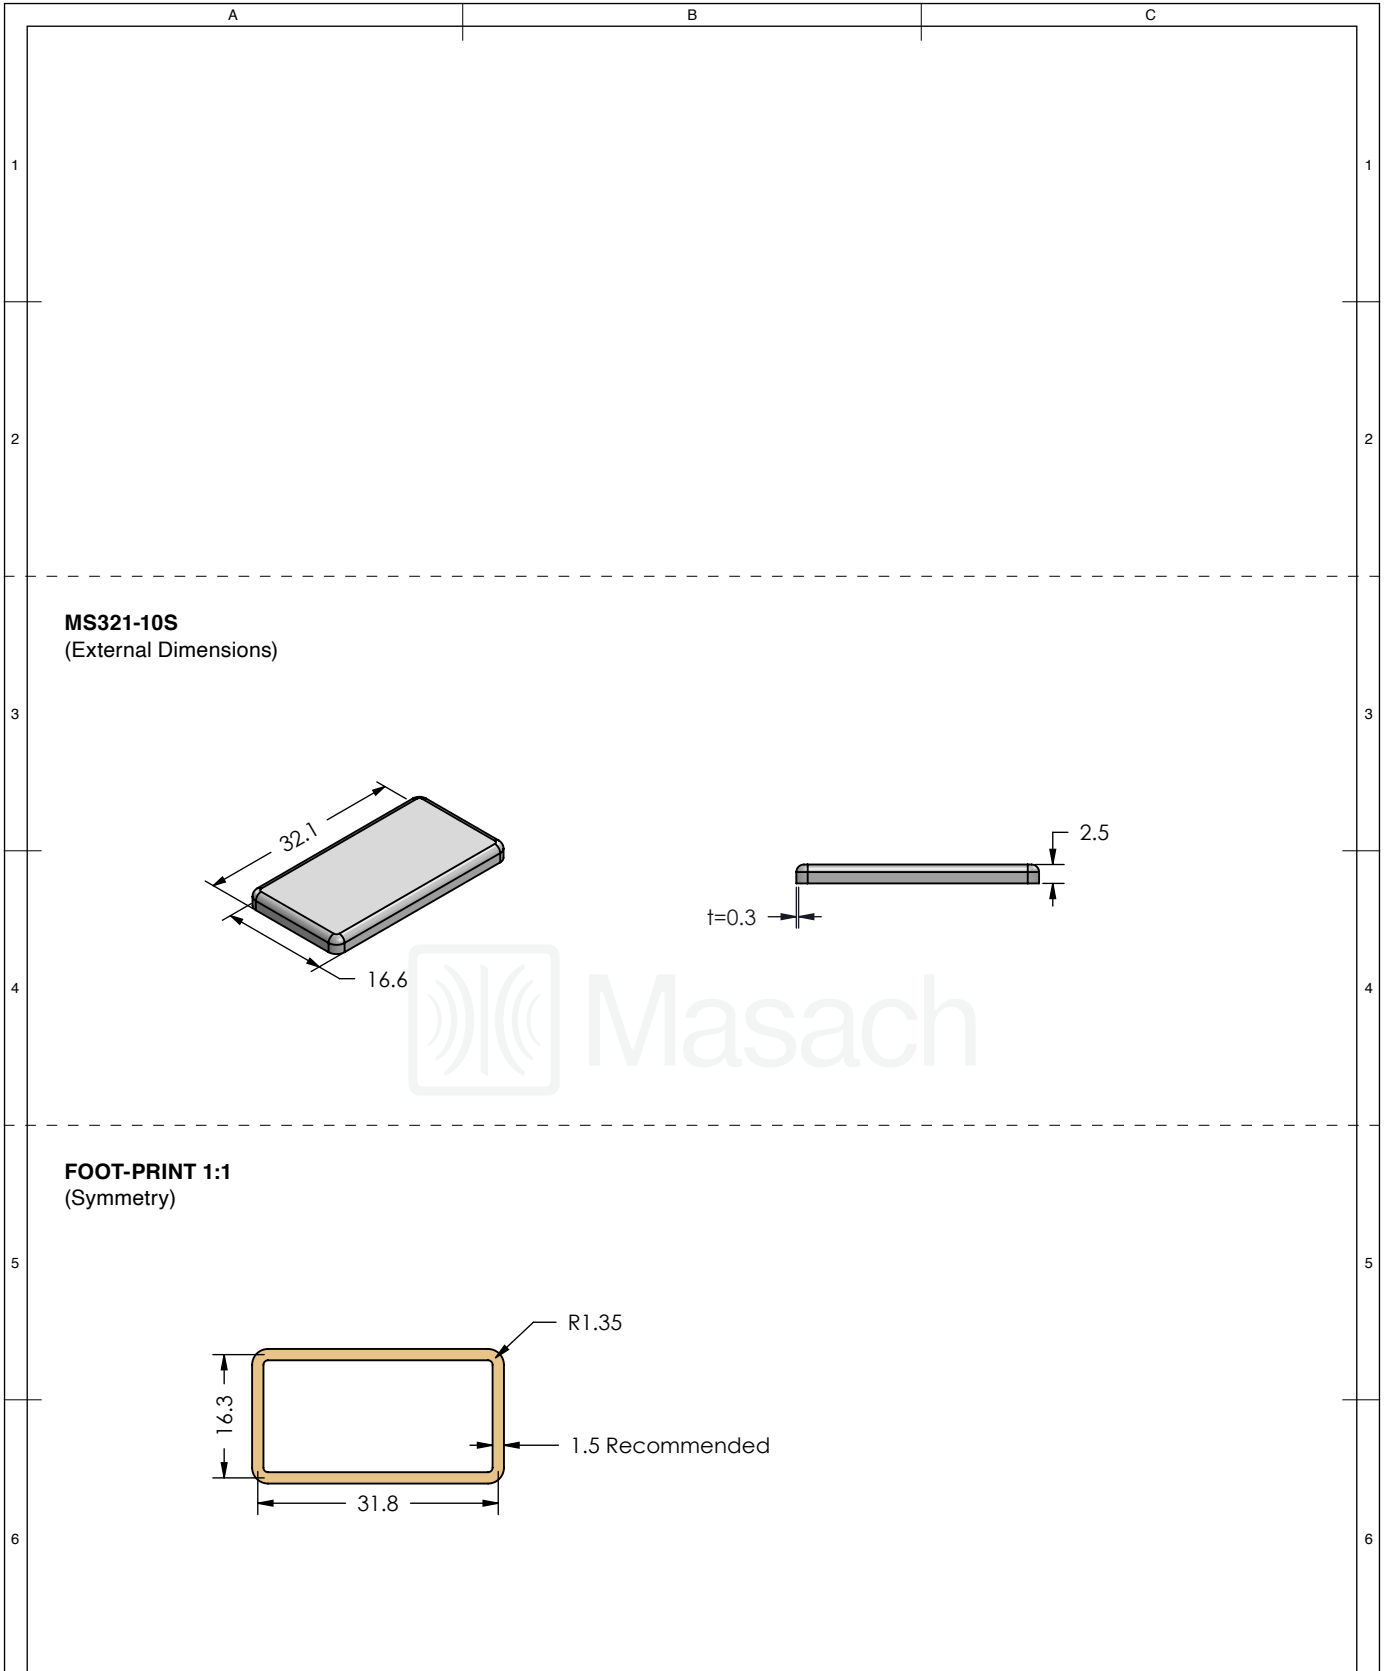 A B C
1 1
2 2
MS321-10S
(External Dimensions)
3 3
32.1
2.5
t=0.3
16.6
4 4
Masach
FOOT-PRINT 1:1
(Symmetry)
5 5
R1.35
16.3
1.5 Recommended
31.8
6 6